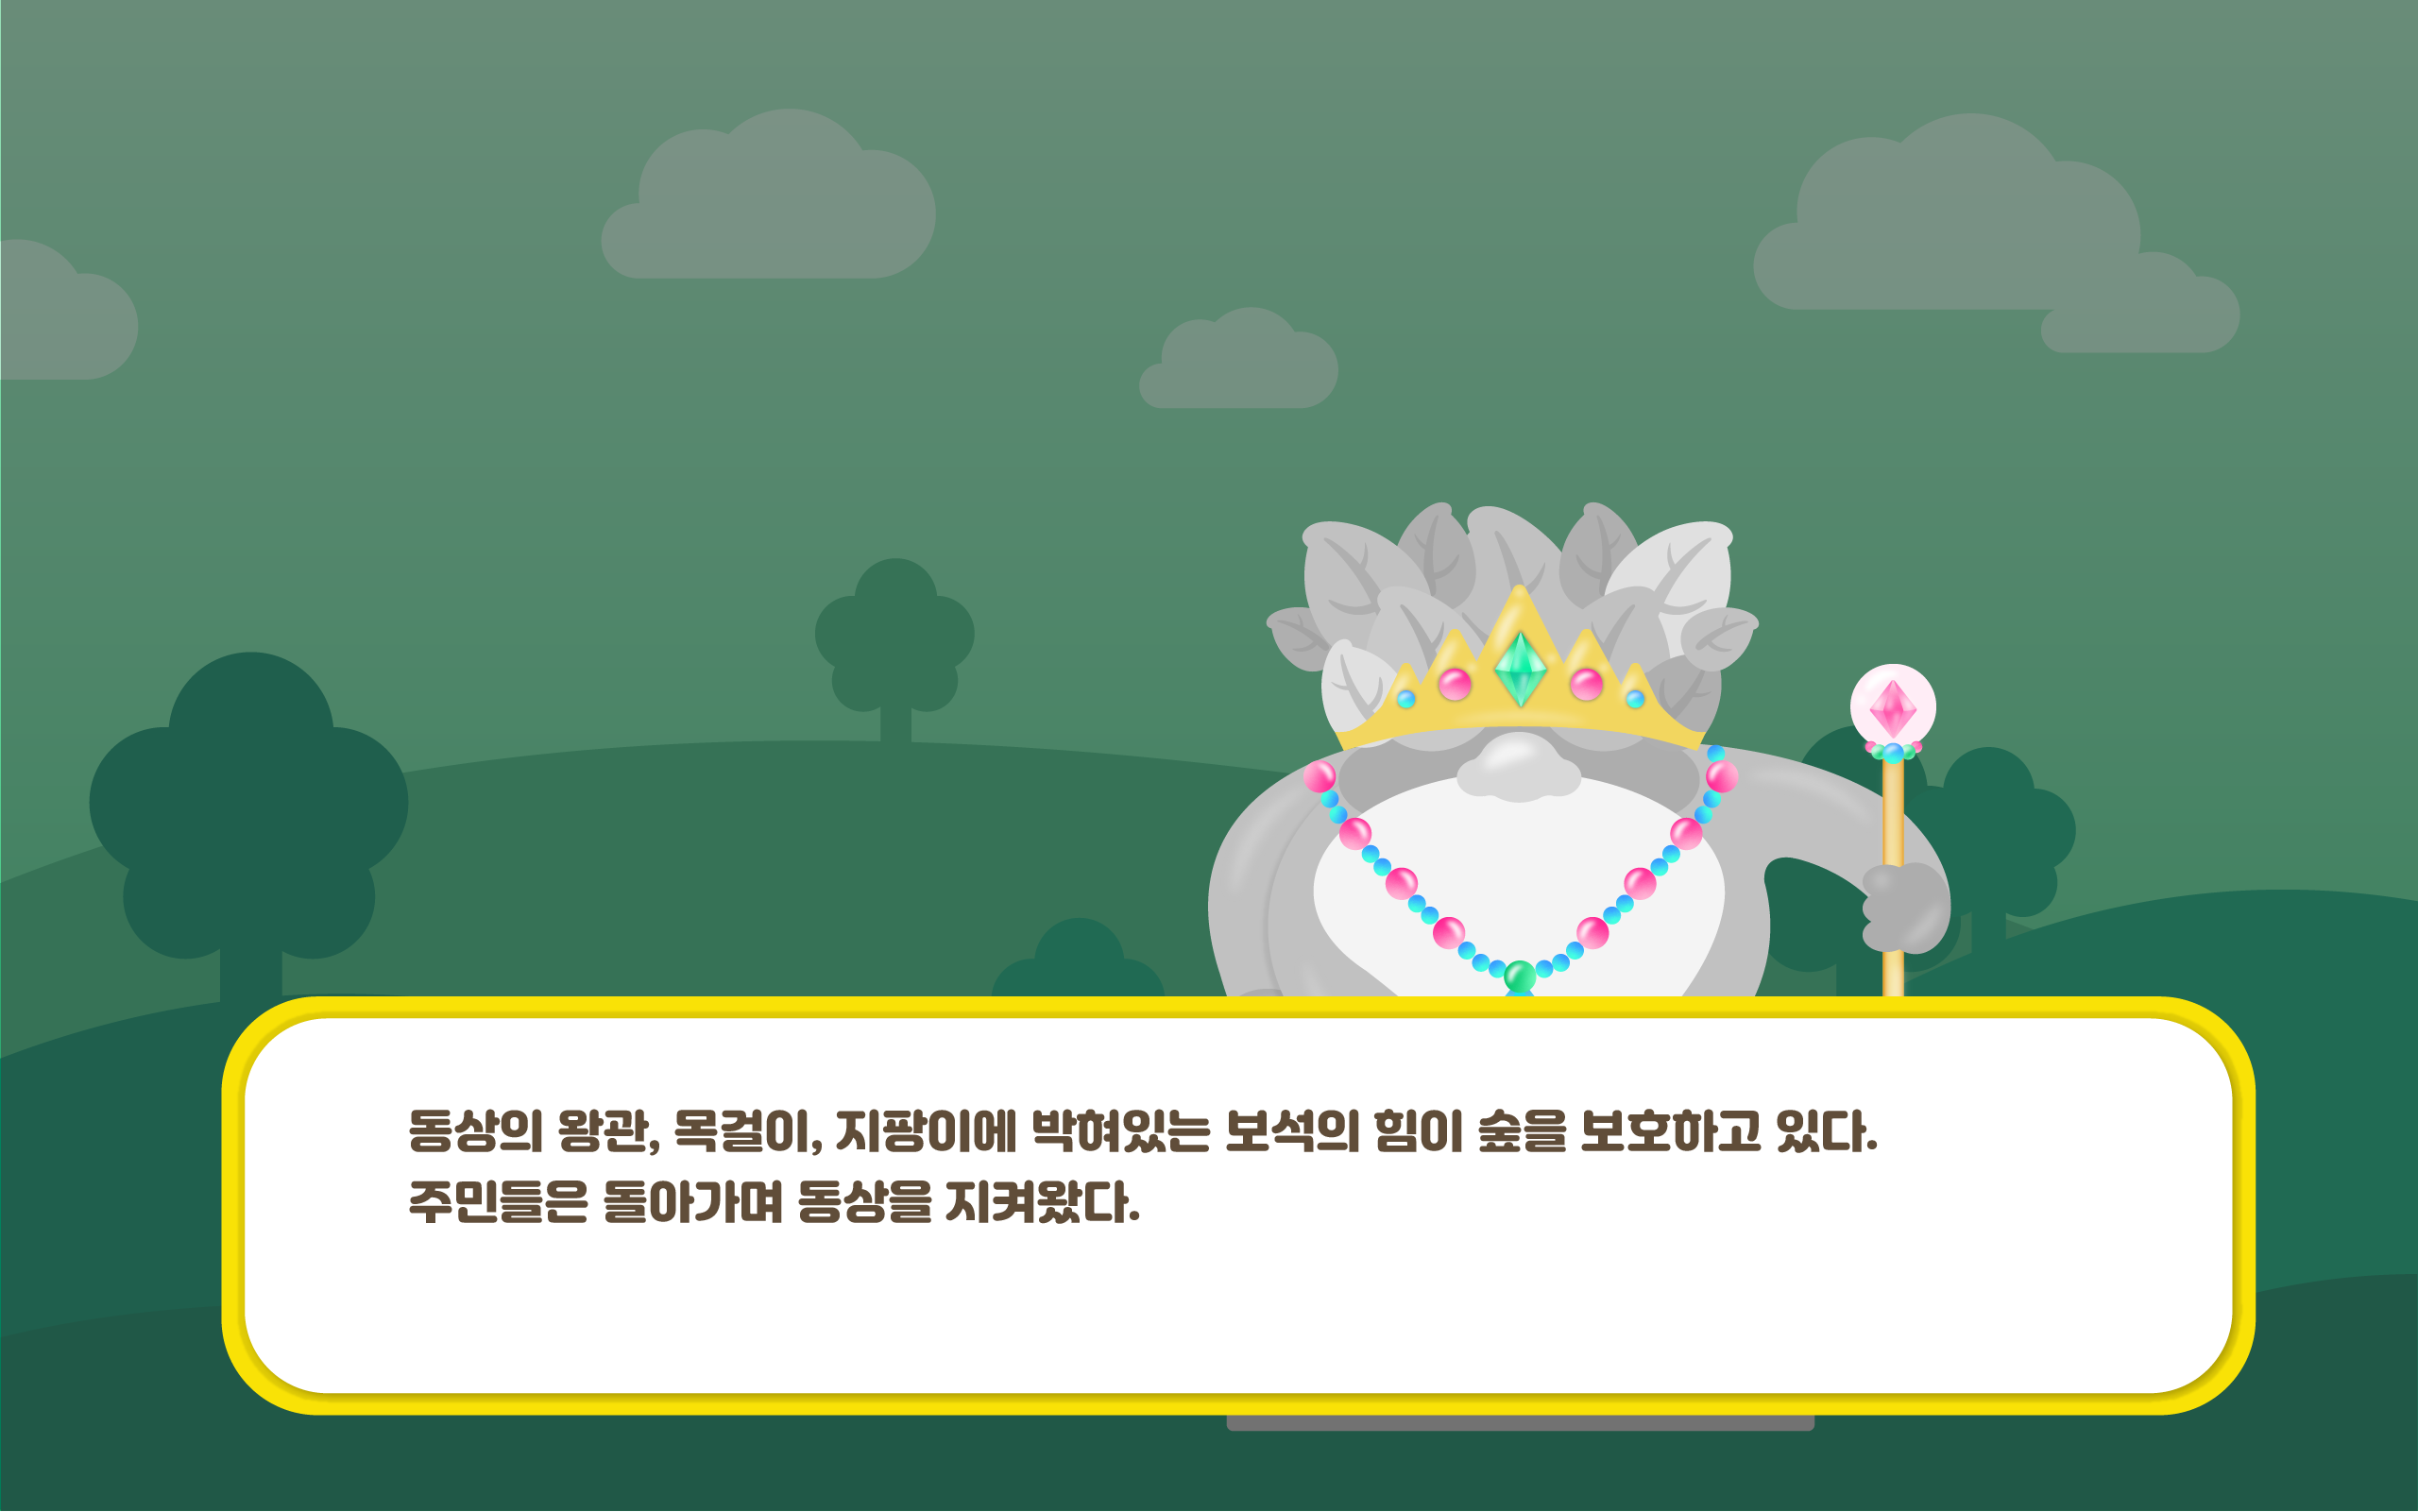 동상의 왕관, 목걸이, 지팡이에 박혀있는 보석의 힘이 숲을 보호하고 있다.
주민들은 돌아가며 동상을 지켜왔다.